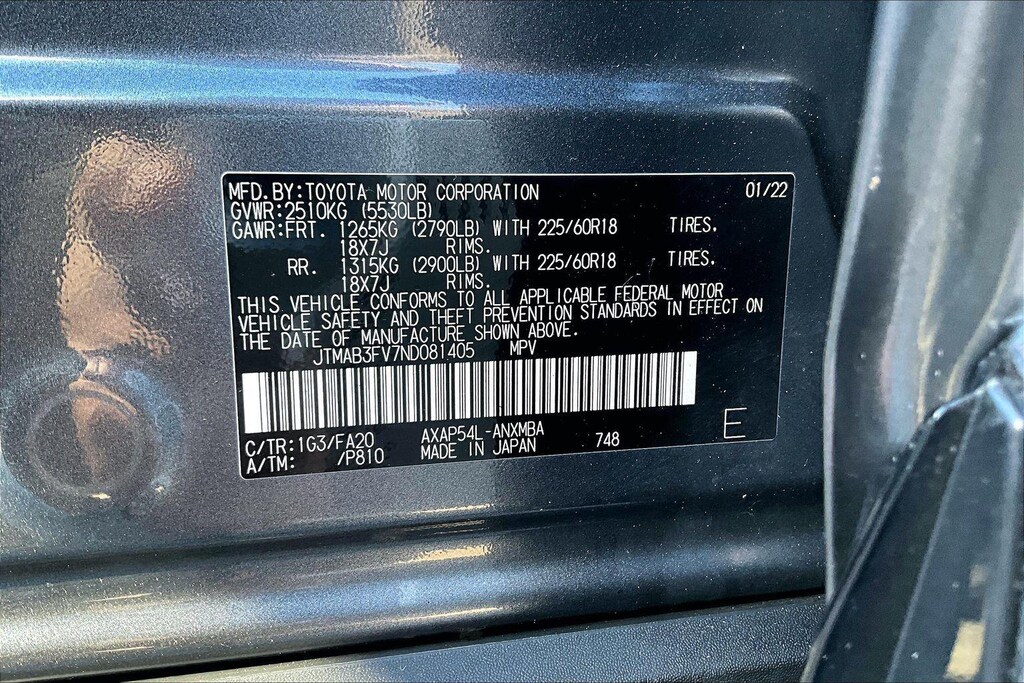 MFD.BY:TOYOTA MOTOR CORPORATION 01/22
GVWR:2510KG (5530LB)
GAWR:FRT. 1265KG (2790LB) WITH 225/60R18 TIRES.
18X7J RIMS.
RR. 1315KG (2900LB) WITH 225/60R18 TIRES.
18X7J RIMS.
THIS VEHICLE CONFORMS TO ALL APPLICABLE FEDERAL MOTOR
VEHICLE SAFETY AND THEFT PREVENTION STANDARDS IN EFFECT ON
THE DATE OF MANUFACTURE SHOWN ABOVE.
JTMAB3FV7ND081405 MPV
C/TR:1G3/FA20 AXAP54L-ANXMBA 748 E
A/TM: /P810 MADE IN JAPAN